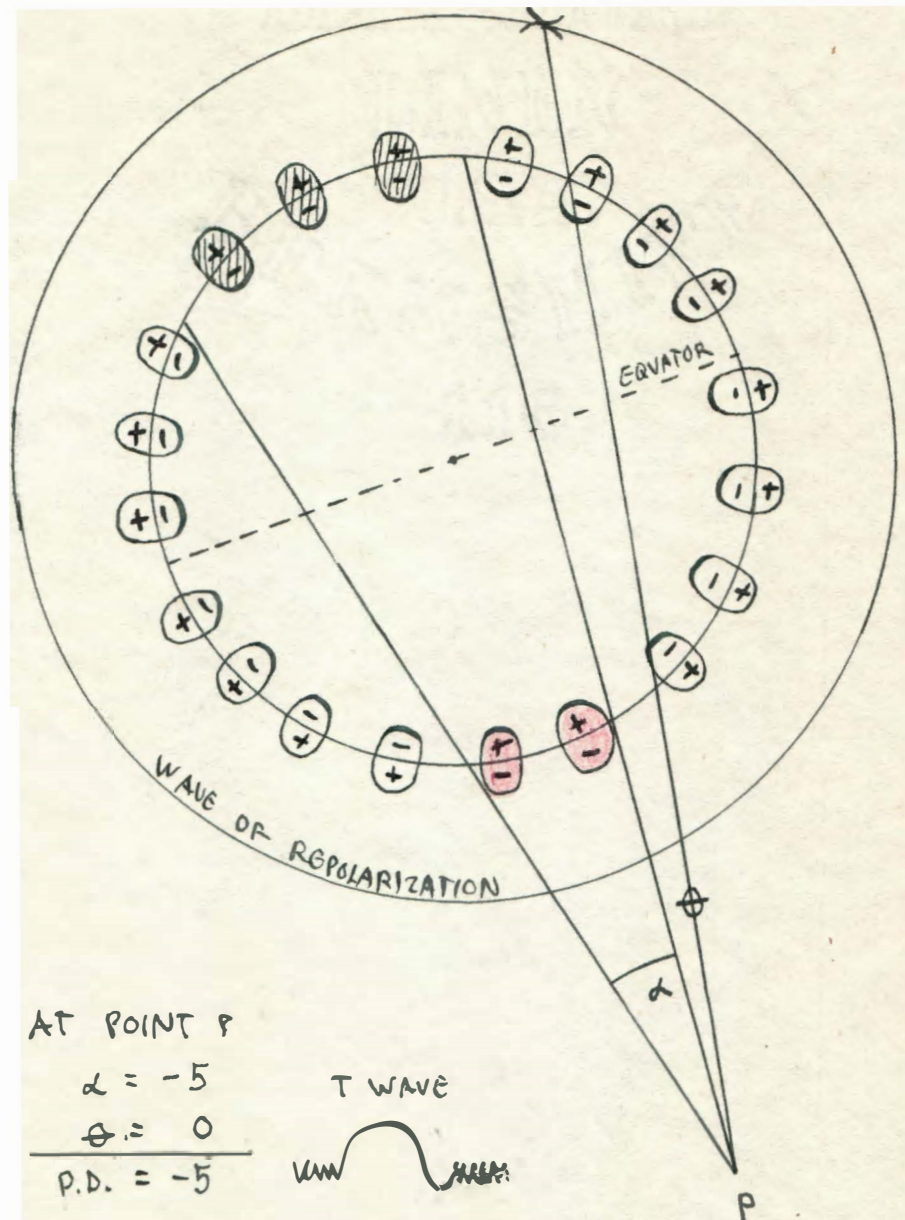 EQUATOR
WAVE OF REPOLARIZATION
θ
α
AT POINT P
α = -5
θ = 0
P.D. = -5
T WAVE
P